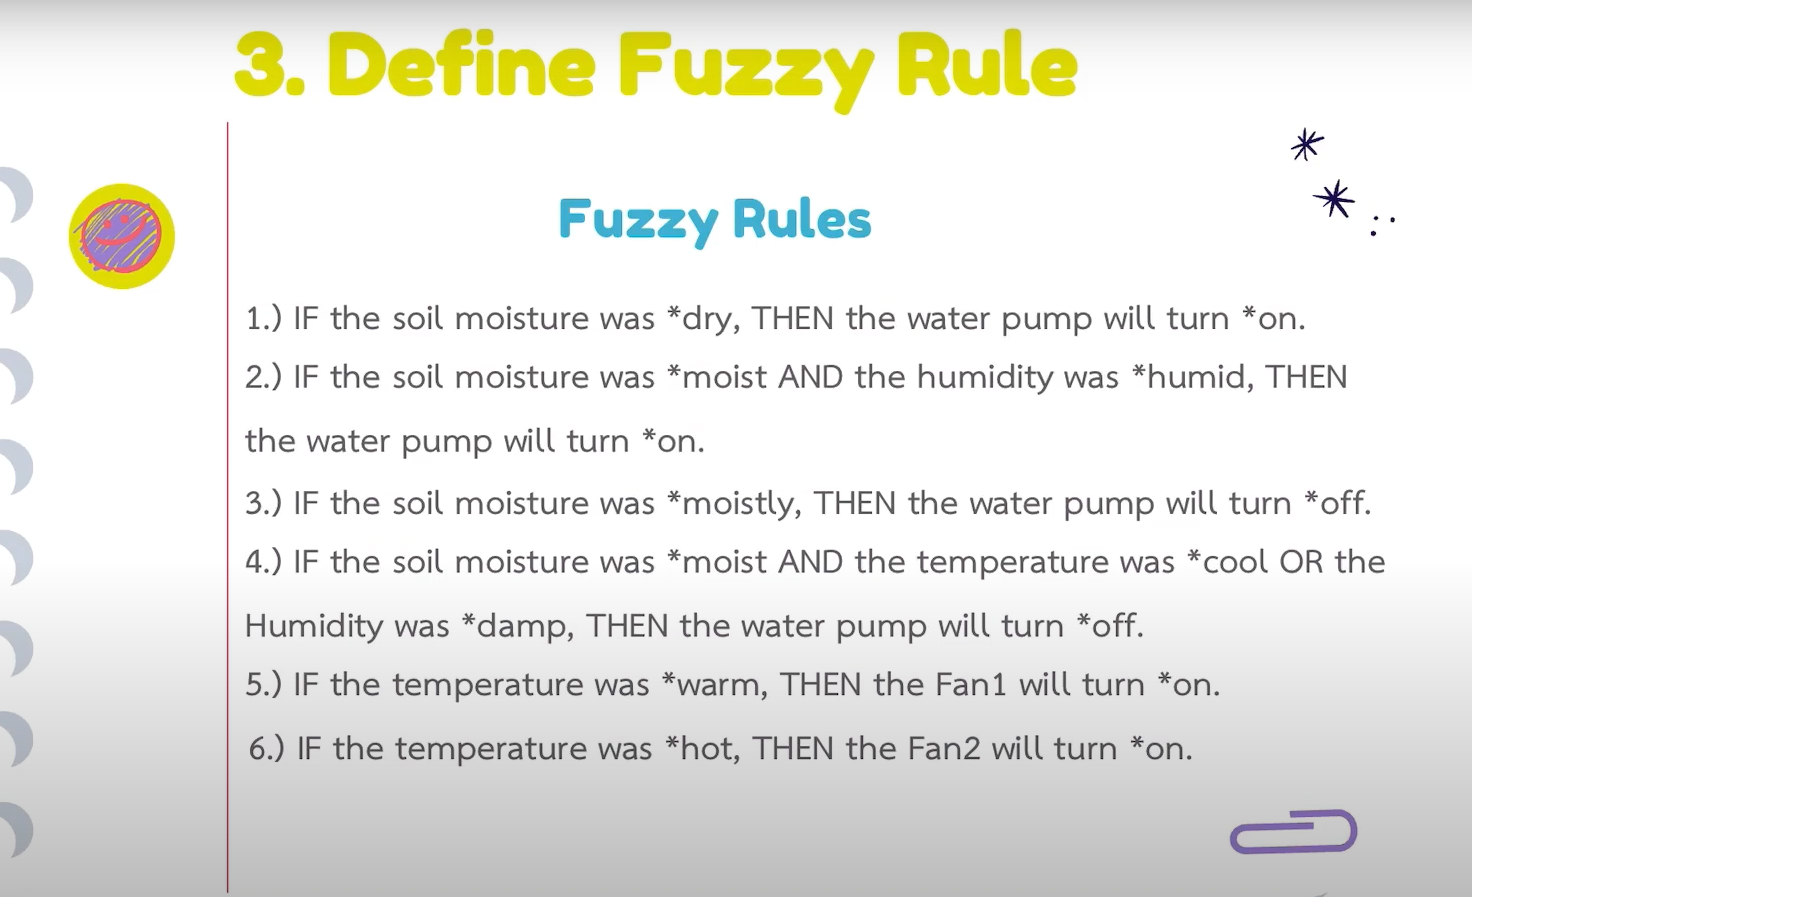 3. Define Fuzzy Rule
Fuzzy Rules
1.) IF the soil moisture was *dry, THEN the water pump will turn *on.
2.) IF the soil moisture was *moist AND the humidity was *humid, THEN
the water pump will turn *on.
3.) IF the soil moisture was *moistly, THEN the water pump will turn *off.
4.) IF the soil moisture was *moist AND the temperature was *cool OR the
Humidity was *damp, THEN the water pump will turn *off.
5.) IF the temperature was *warm, THEN the Fan1 will turn *on.
6.) IF the temperature was *hot, THEN the Fan2 will turn *on.